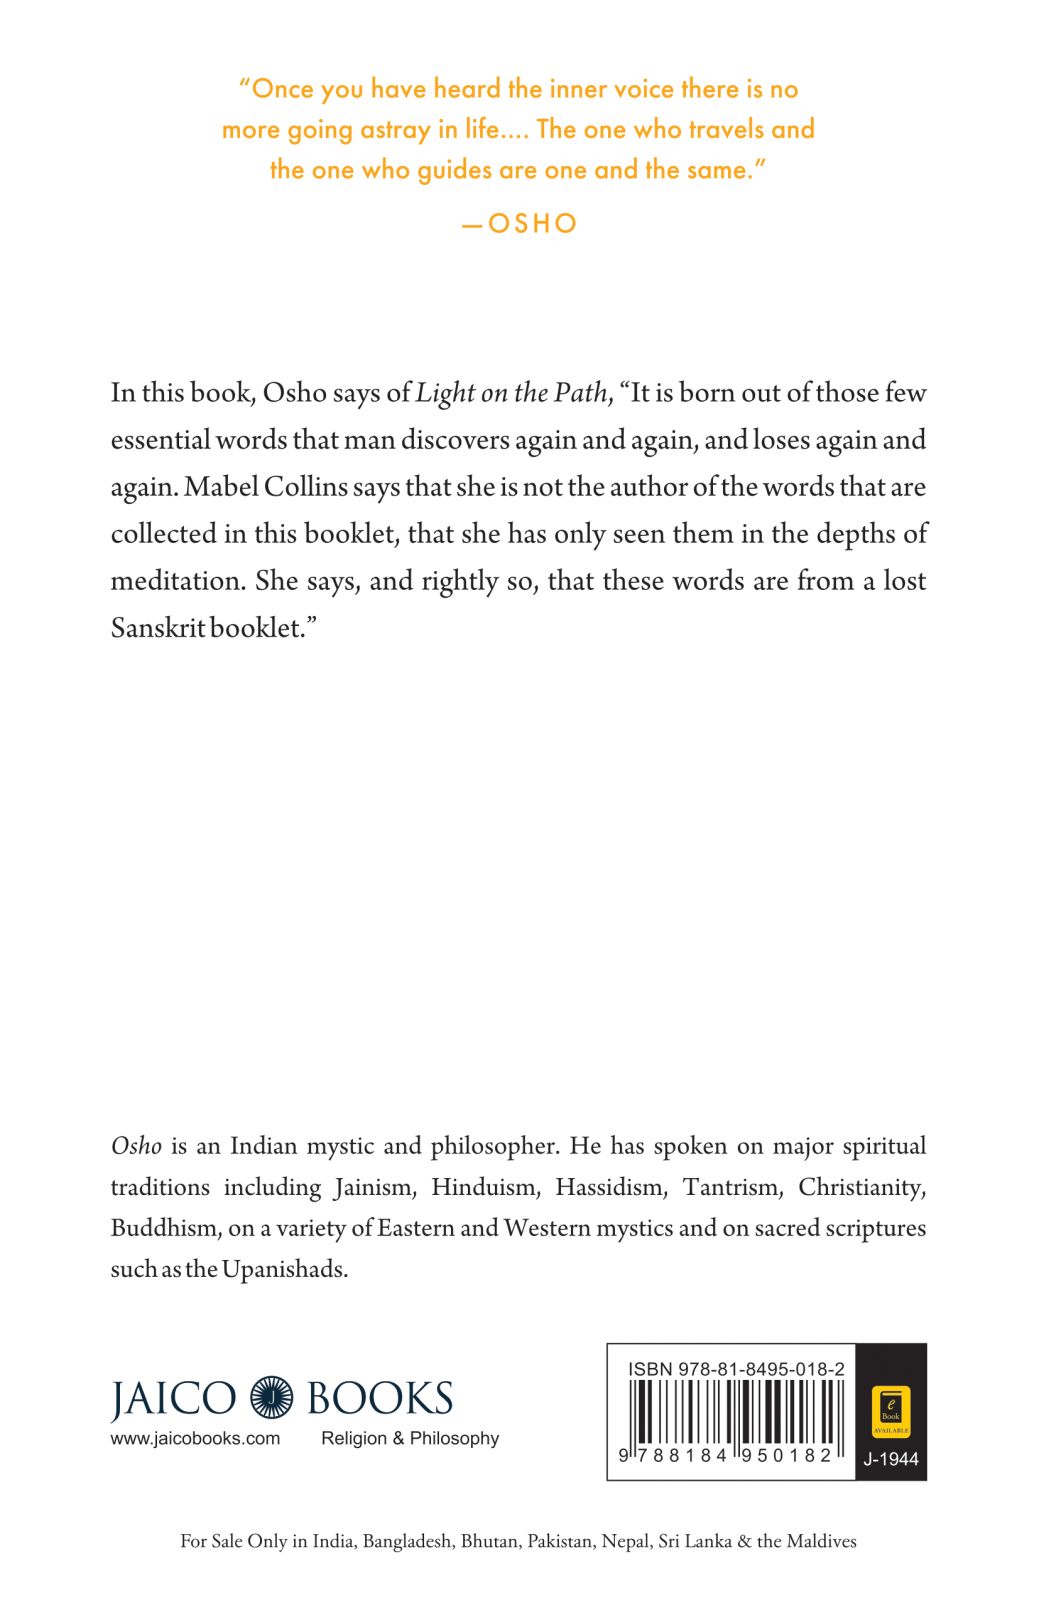 “Once you have heard the inner voice there is no
more going astray in life.... The one who travels and
the one who guides are one and the same.”
—OSHO
In this book, Osho says of Light on the Path, “It is born out of those few
essential words that man discovers again and again, and loses again and
again. Mabel Collins says that she is not the author of the words that are
collected in this booklet, that she has only seen them in the depths of
meditation. She says, and rightly so, that these words are from a lost
Sanskrit booklet.”
Osho is an Indian mystic and philosopher. He has spoken on major spiritual
traditions including Jainism, Hinduism, Hassidism, Tantrism, Christianity,
Buddhism, on a variety of Eastern and Western mystics and on sacred scriptures
such as the Upanishads.
JAICO J BOOKS
www.jaicobooks.com Religion & Philosophy
ISBN 978-81-8495-018-2
9 788184 950182
e
Book
AVAILABLE
J-1944
For Sale Only in India, Bangladesh, Bhutan, Pakistan, Nepal, Sri Lanka & the Maldives